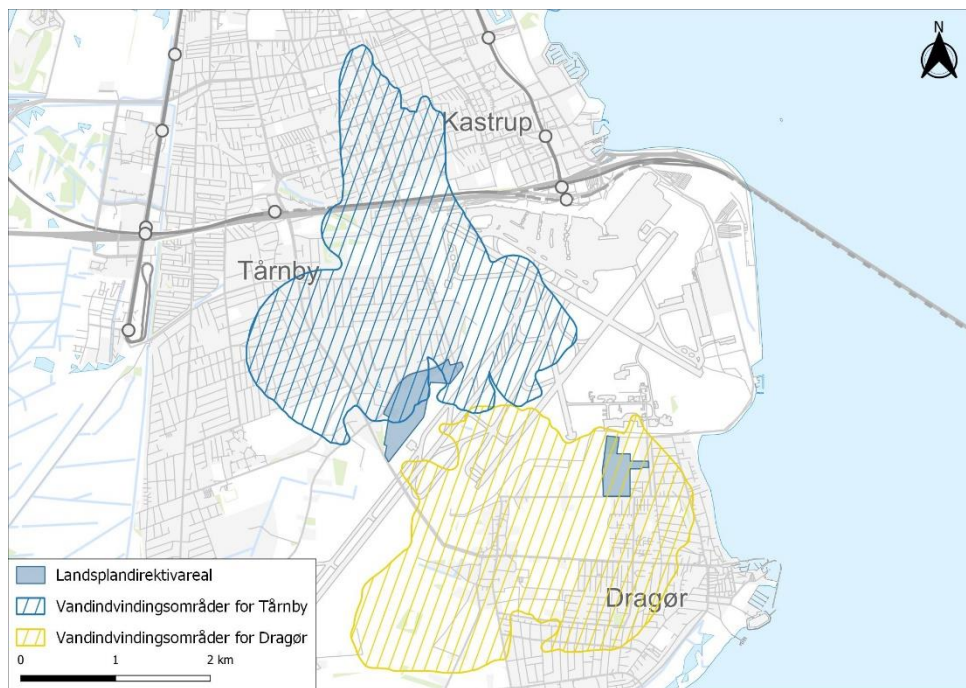 N
Kastrup
Tårnby
Dragør
Landsplandirektivareal
Vandindvindingsområder for Tårnby
Vandindvindingsområder for Dragør
0 1 2 km